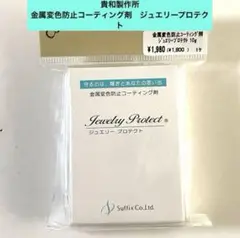 貴和製作所
金属変色防止コーティング剤　ジュエリープロテクト
金属変色防止コーティング剤
ジュエリープロテクト 10g
¥1,980(¥1,800)
金属変色防止コーティング剤
Jewelry Protect®
ジュエリー プロテクト
Suffix Co.Ltd.